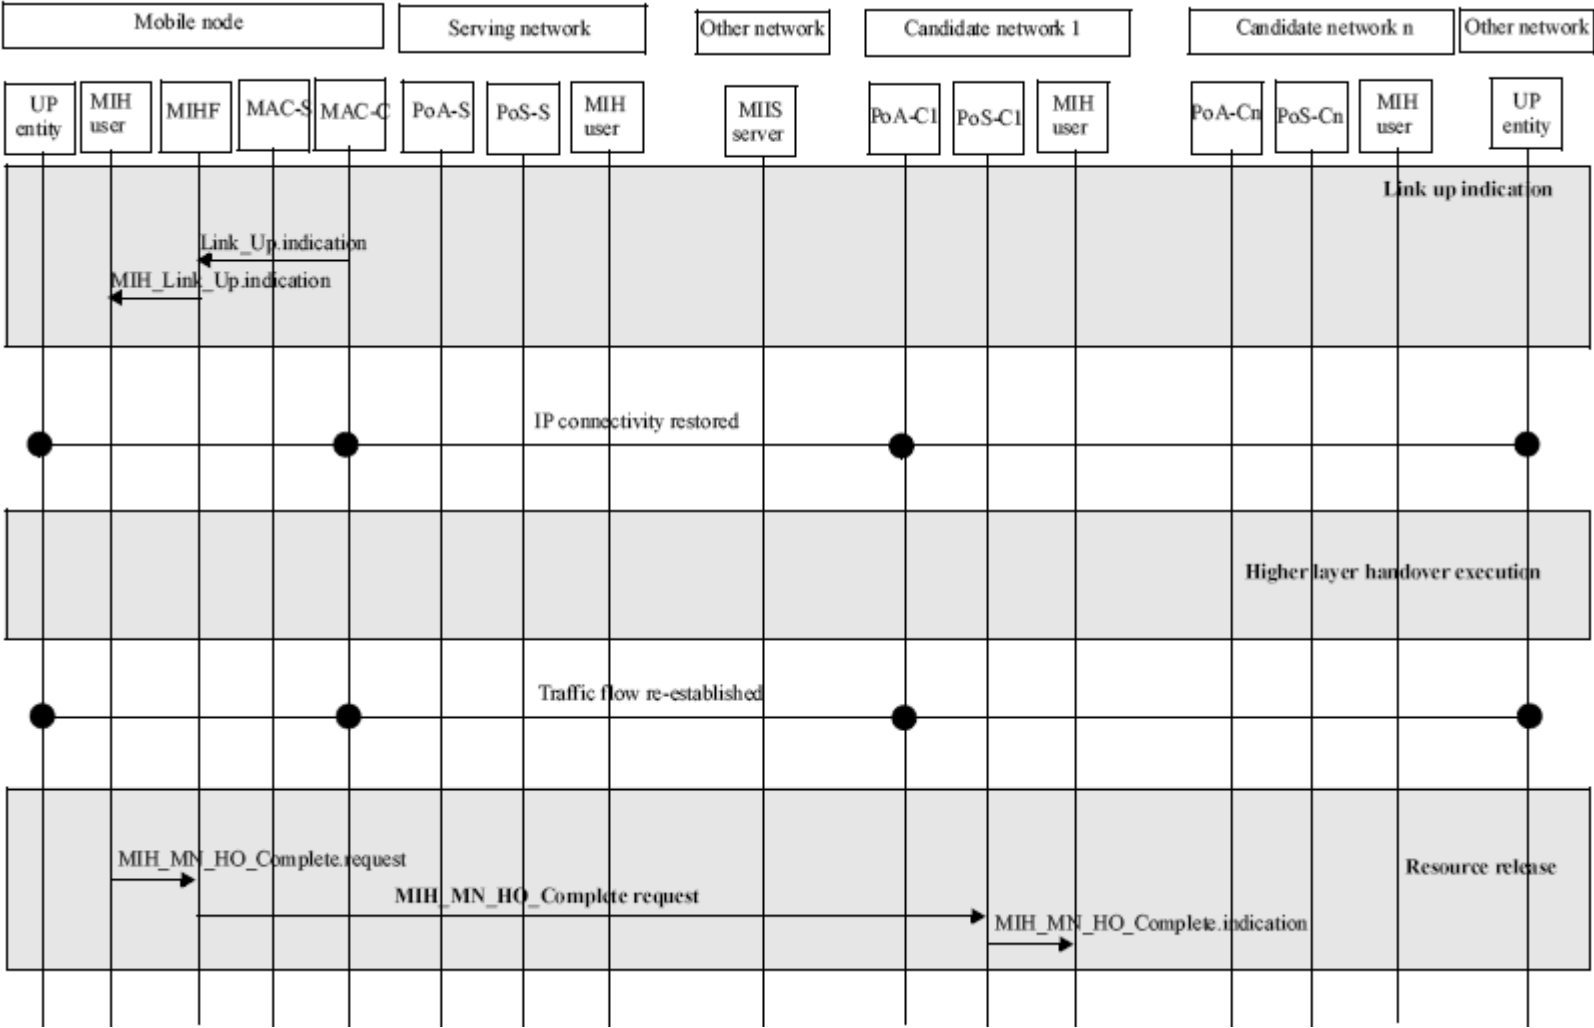 Mobile node
Serving network
Other network
Candidate network 1
Candidate network n
Other network
UP
entity
MIH
user
MIHF
MAC-S
MAC-C
PoA-S
PoS-S
MIH
user
MIIS
server
PoA-C1
PoS-C1
MIH
user
PoA-Cn
PoS-Cn
MIH
user
UP
entity
Link up indication
Link_Up.indication
MIH_Link_Up.indication
IP connectivity restored
Higher layer handover execution
Traffic flow re-established
MIH_MN_HO_Complete.request
Resource release
MIH_MN_HO_Complete request
MIH_MN_HO_Complete.indication